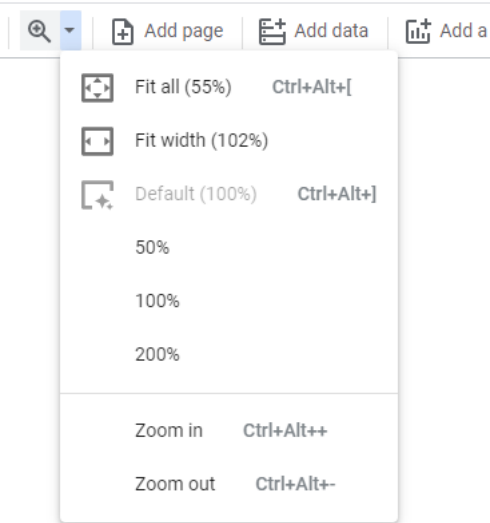 Add page Add data Add a
Fit all (55%) Ctrl+Alt+[
Fit width (102%)
Default (100%) Ctrl+Alt+]
50%
100%
200%
Zoom in Ctrl+Alt++
Zoom out Ctrl+Alt+-